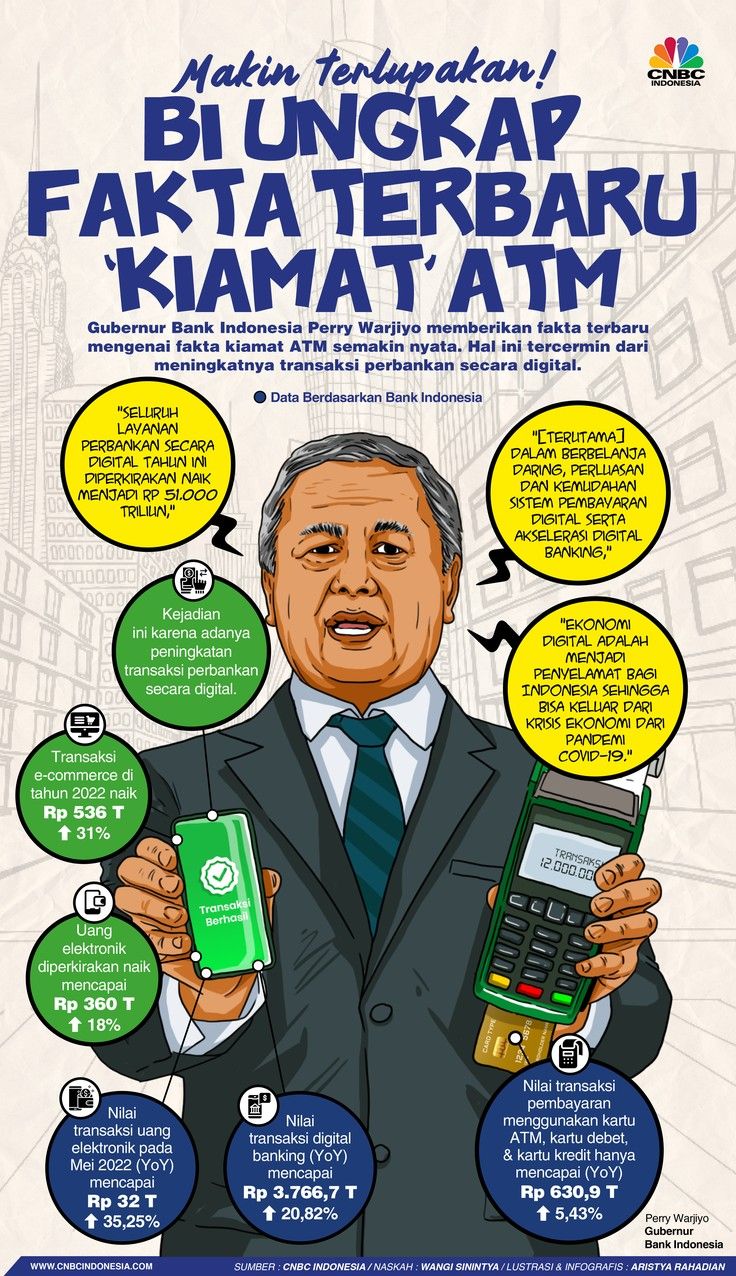 Makin terlupakan!
CNBC
INDONESIA
BI UNGKAP
FAKTA TERBARU
'KIAMAT' ATM
Gubernur Bank Indonesia Perry Warjiyo memberikan fakta terbaru
mengenai fakta kiamat ATM semakin nyata. Hal ini tercermin dari
meningkatnya transaksi perbankan secara digital.
Data Berdasarkan Bank Indonesia
"SELURUH
LAYANAN
PERBANKAN SECARA
DIGITAL TAHUN INI
DIPERKIRAKAN NAIK
MENJADI RP 51.000
TRILIUN,"
"[TERUTAMA]
DALAM BERBELANJA
DARING, PERLUASAN
DAN KEMUDAHAN
SISTEM PEMBAYARAN
DIGITAL SERTA
AKSELERASI DIGITAL
BANKING,"
Kejadian
ini karena adanya
peningkatan
transaksi perbankan
secara digital.
"EKONOMI
DIGITAL ADALAH
MENJADI
PENYELAMAT BAGI
INDONESIA SEHINGGA
BISA KELUAR DARI
KRISIS EKONOMI DARI
PANDEMI
COVID-19."
Transaksi
e-commerce di
tahun 2022 naik
Rp 536 T
31%
Transaksi
Berhasil
TRANSAKSI
12.000.00
Uang
elektronik
diperkirakan naik
mencapai
Rp 360 T
18%
CARD TYPE
Nilai
transaksi uang
elektronik pada
Mei 2022 (YoY)
mencapai
Rp 32 T
35,25%
Nilai
transaksi digital
banking (YoY)
mencapai
Rp 3.766,7 T
20,82%
Nilai transaksi
pembayaran
menggunakan kartu
ATM, kartu debet,
& kartu kredit hanya
mencapai (YoY)
Rp 630,9 T
5,43%
Perry Warjiyo
Gubernur
Bank Indonesia
WWW.CNBCINDONESIA.COM
SUMBER : CNBC INDONESIA / NASKAH : WANGI SININTYA / LUSTRASI & INFOGRAFIS : ARISTYA RAHADIAN